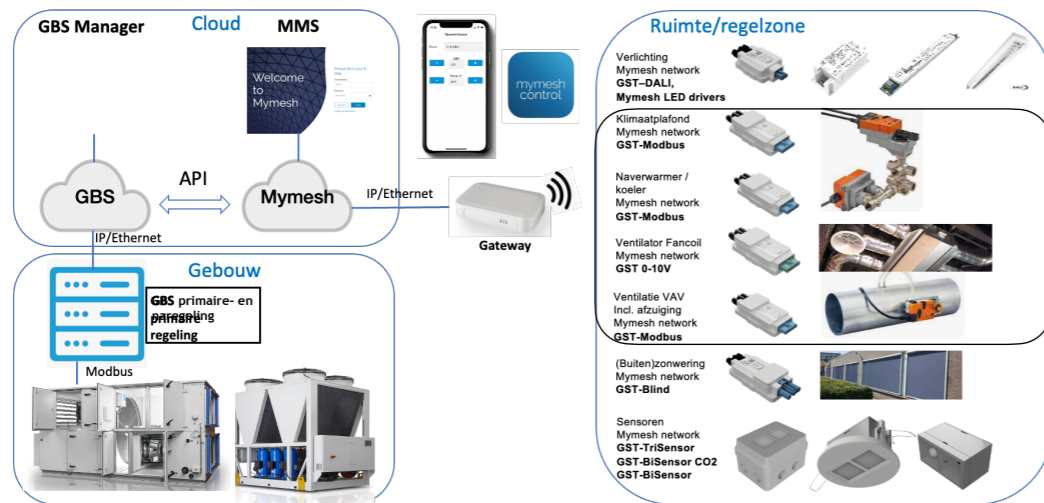 Cloud
GBS Manager
MMS
Welcome
to
Mymesh
GBS
API
Mymesh
IP/Ethernet
IP/Ethernet
mymesh
control
Gateway
Gebouw
GBS primaire- en
naregeling
primaire
regeling
Modbus
Ruimte/regelzone
Verlichting
Mymesh network
GST–DALI,
Mymesh LED drivers
Klimaatplafond
Mymesh network
GST-Modbus
Naverwarmer /
koeler
Mymesh network
GST-Modbus
Ventilator Fancoil
Mymesh network
GST 0-10V
Ventilatie VAV
Incl. afzuiging
Mymesh network
GST-Modbus
(Buiten)zonwering
Mymesh network
GST-Blind
Sensoren
Mymesh network
GST-TriSensor
GST-BiSensor CO2
GST-BiSensor